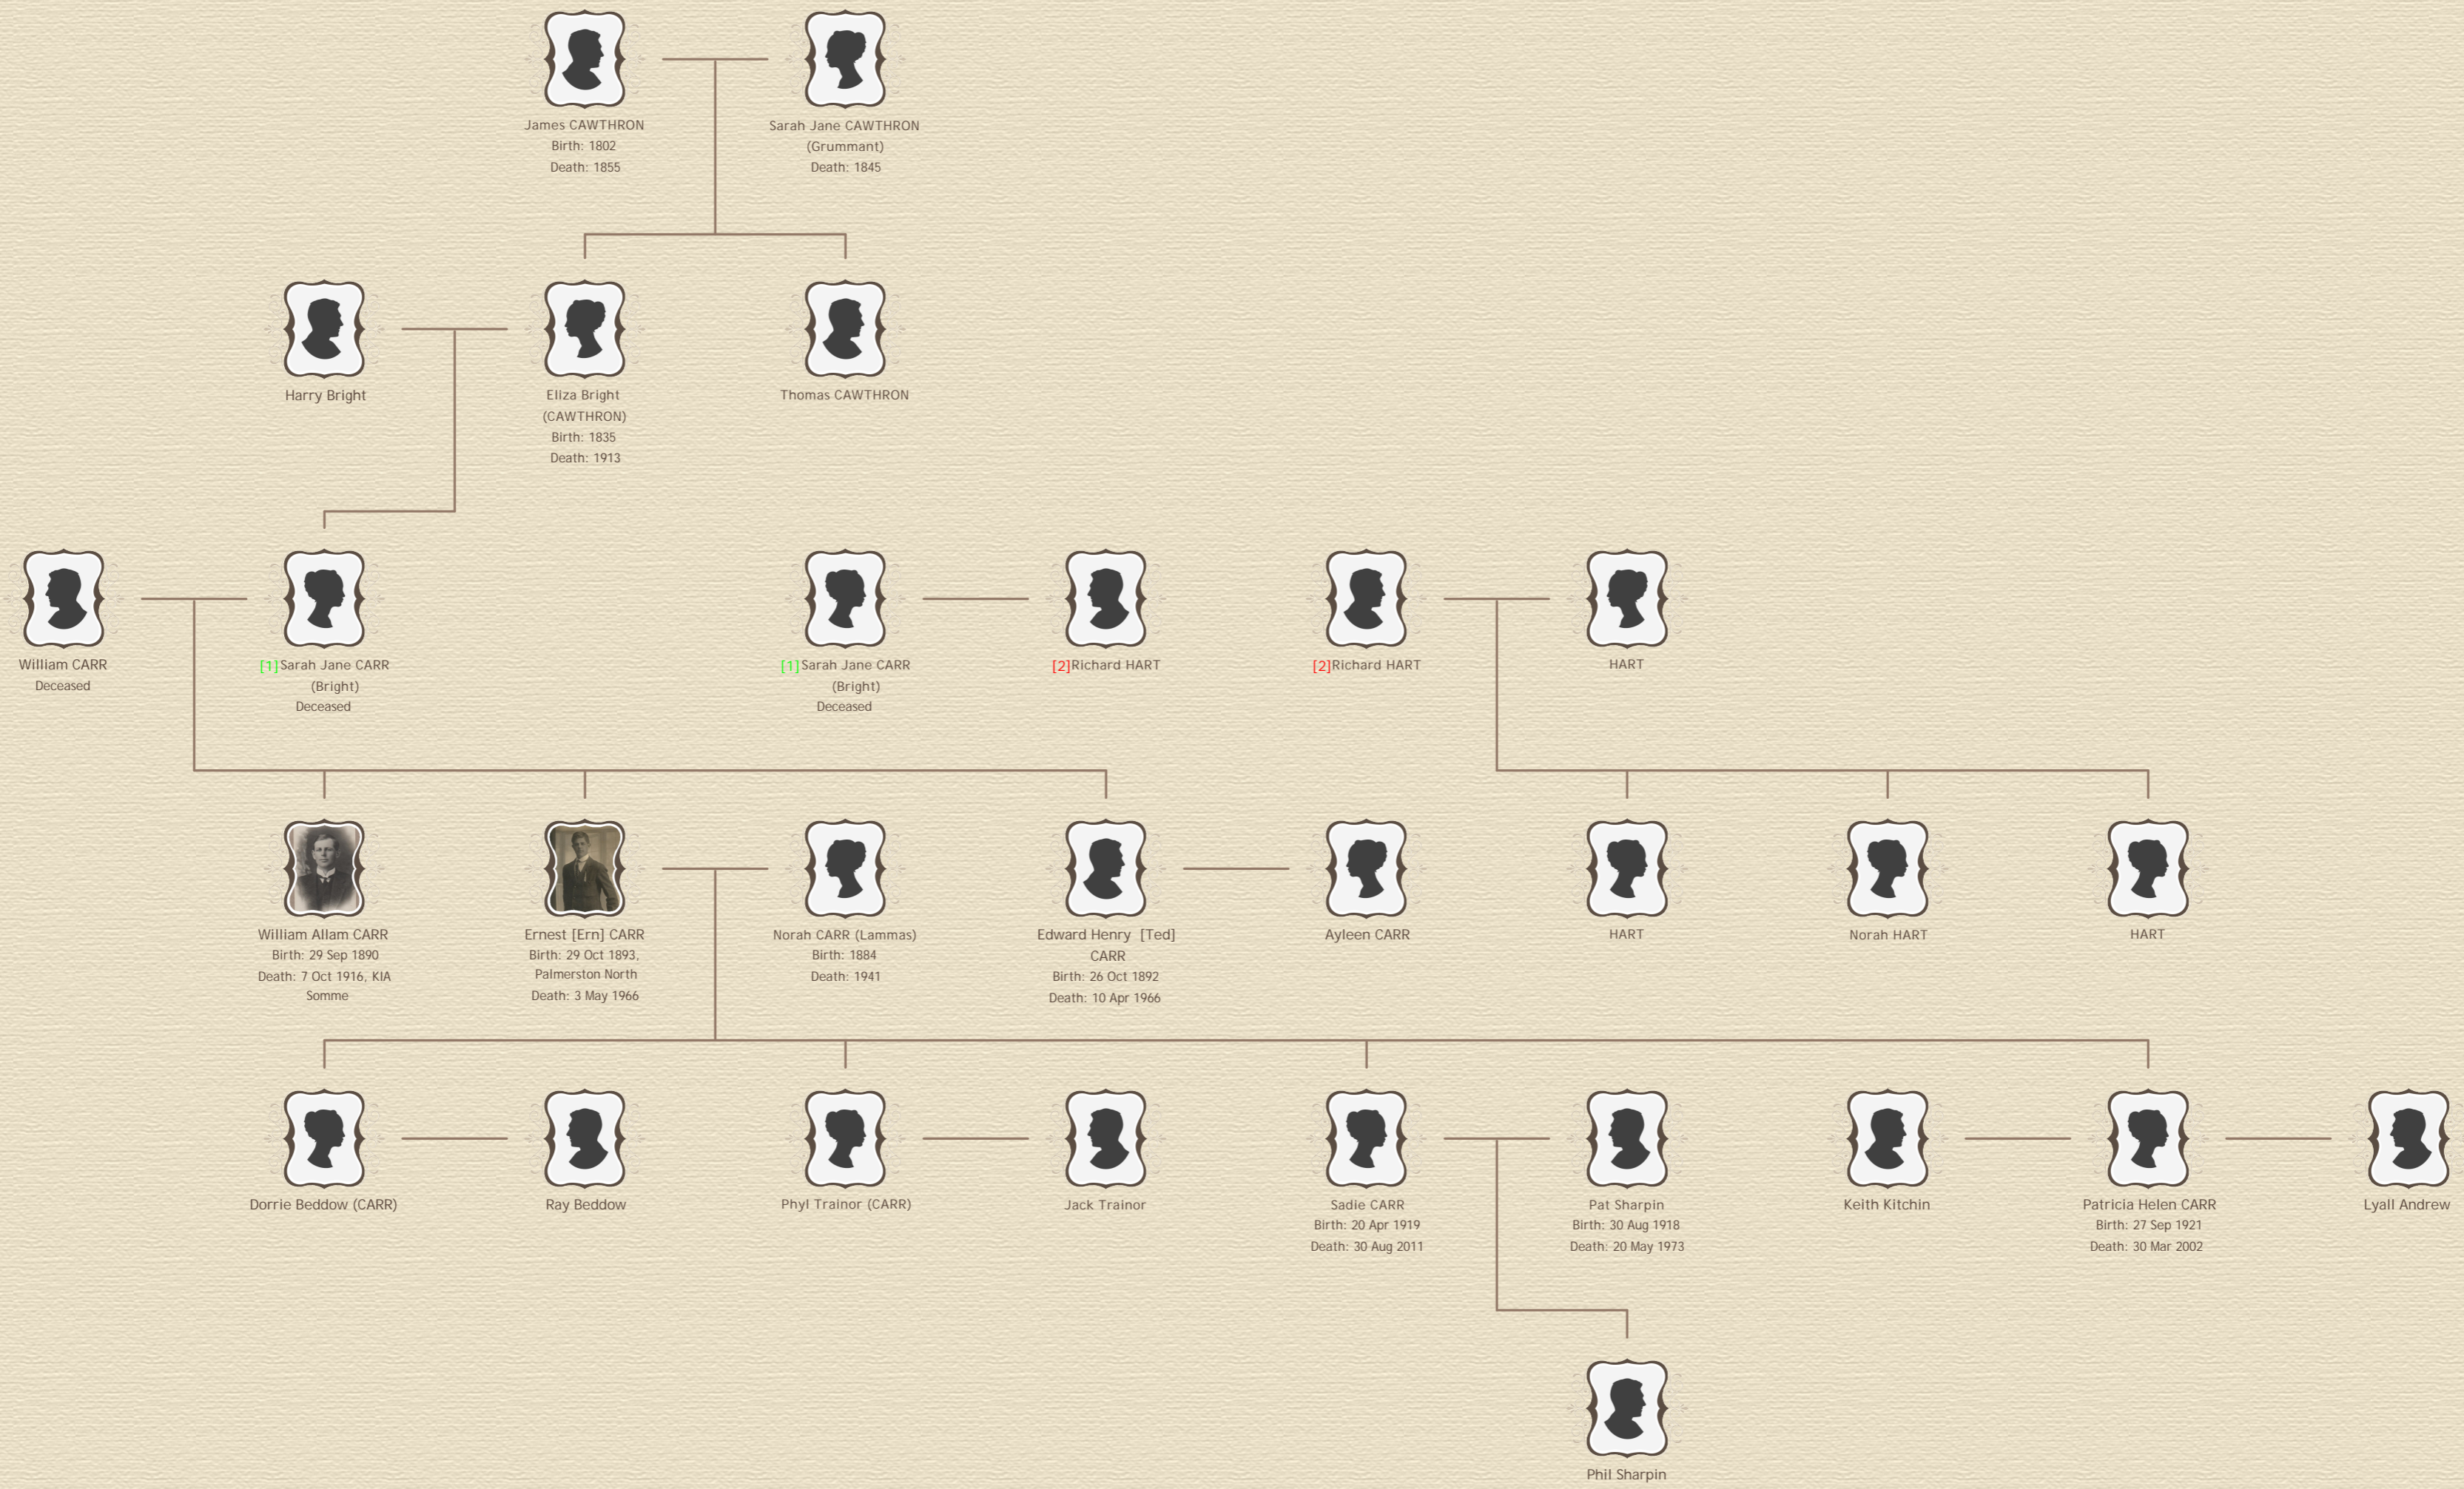 James CAWTHRON
Birth: 1802
Death: 1855
Sarah Jane CAWTHRON
(Grummant)
Death: 1845
Harry Bright
Eliza Bright
(CAWTHRON)
Birth: 1835
Death: 1913
Thomas CAWTHRON
William CARR
Deceased
[1]Sarah Jane CARR
(Bright)
Deceased
[1]Sarah Jane CARR
(Bright)
Deceased
[2]Richard HART
[2]Richard HART
HART
William Allam CARR
Birth: 29 Sep 1890
Death: 7 Oct 1916, KIA
Somme
Ernest [Ern] CARR
Birth: 29 Oct 1893,
Palmerston North
Death: 3 May 1966
Norah CARR (Lammas)
Birth: 1884
Death: 1941
Edward Henry [Ted]
CARR
Birth: 26 Oct 1892
Death: 10 Apr 1966
Ayleen CARR
HART
Norah HART
HART
Dorrie Beddow (CARR)
Ray Beddow
Phyl Trainor (CARR)
Jack Trainor
Sadie CARR
Birth: 20 Apr 1919
Death: 30 Aug 2011
Pat Sharpin
Birth: 30 Aug 1918
Death: 20 May 1973
Keith Kitchin
Patricia Helen CARR
Birth: 27 Sep 1921
Death: 30 Mar 2002
Lyall Andrew
Phil Sharpin